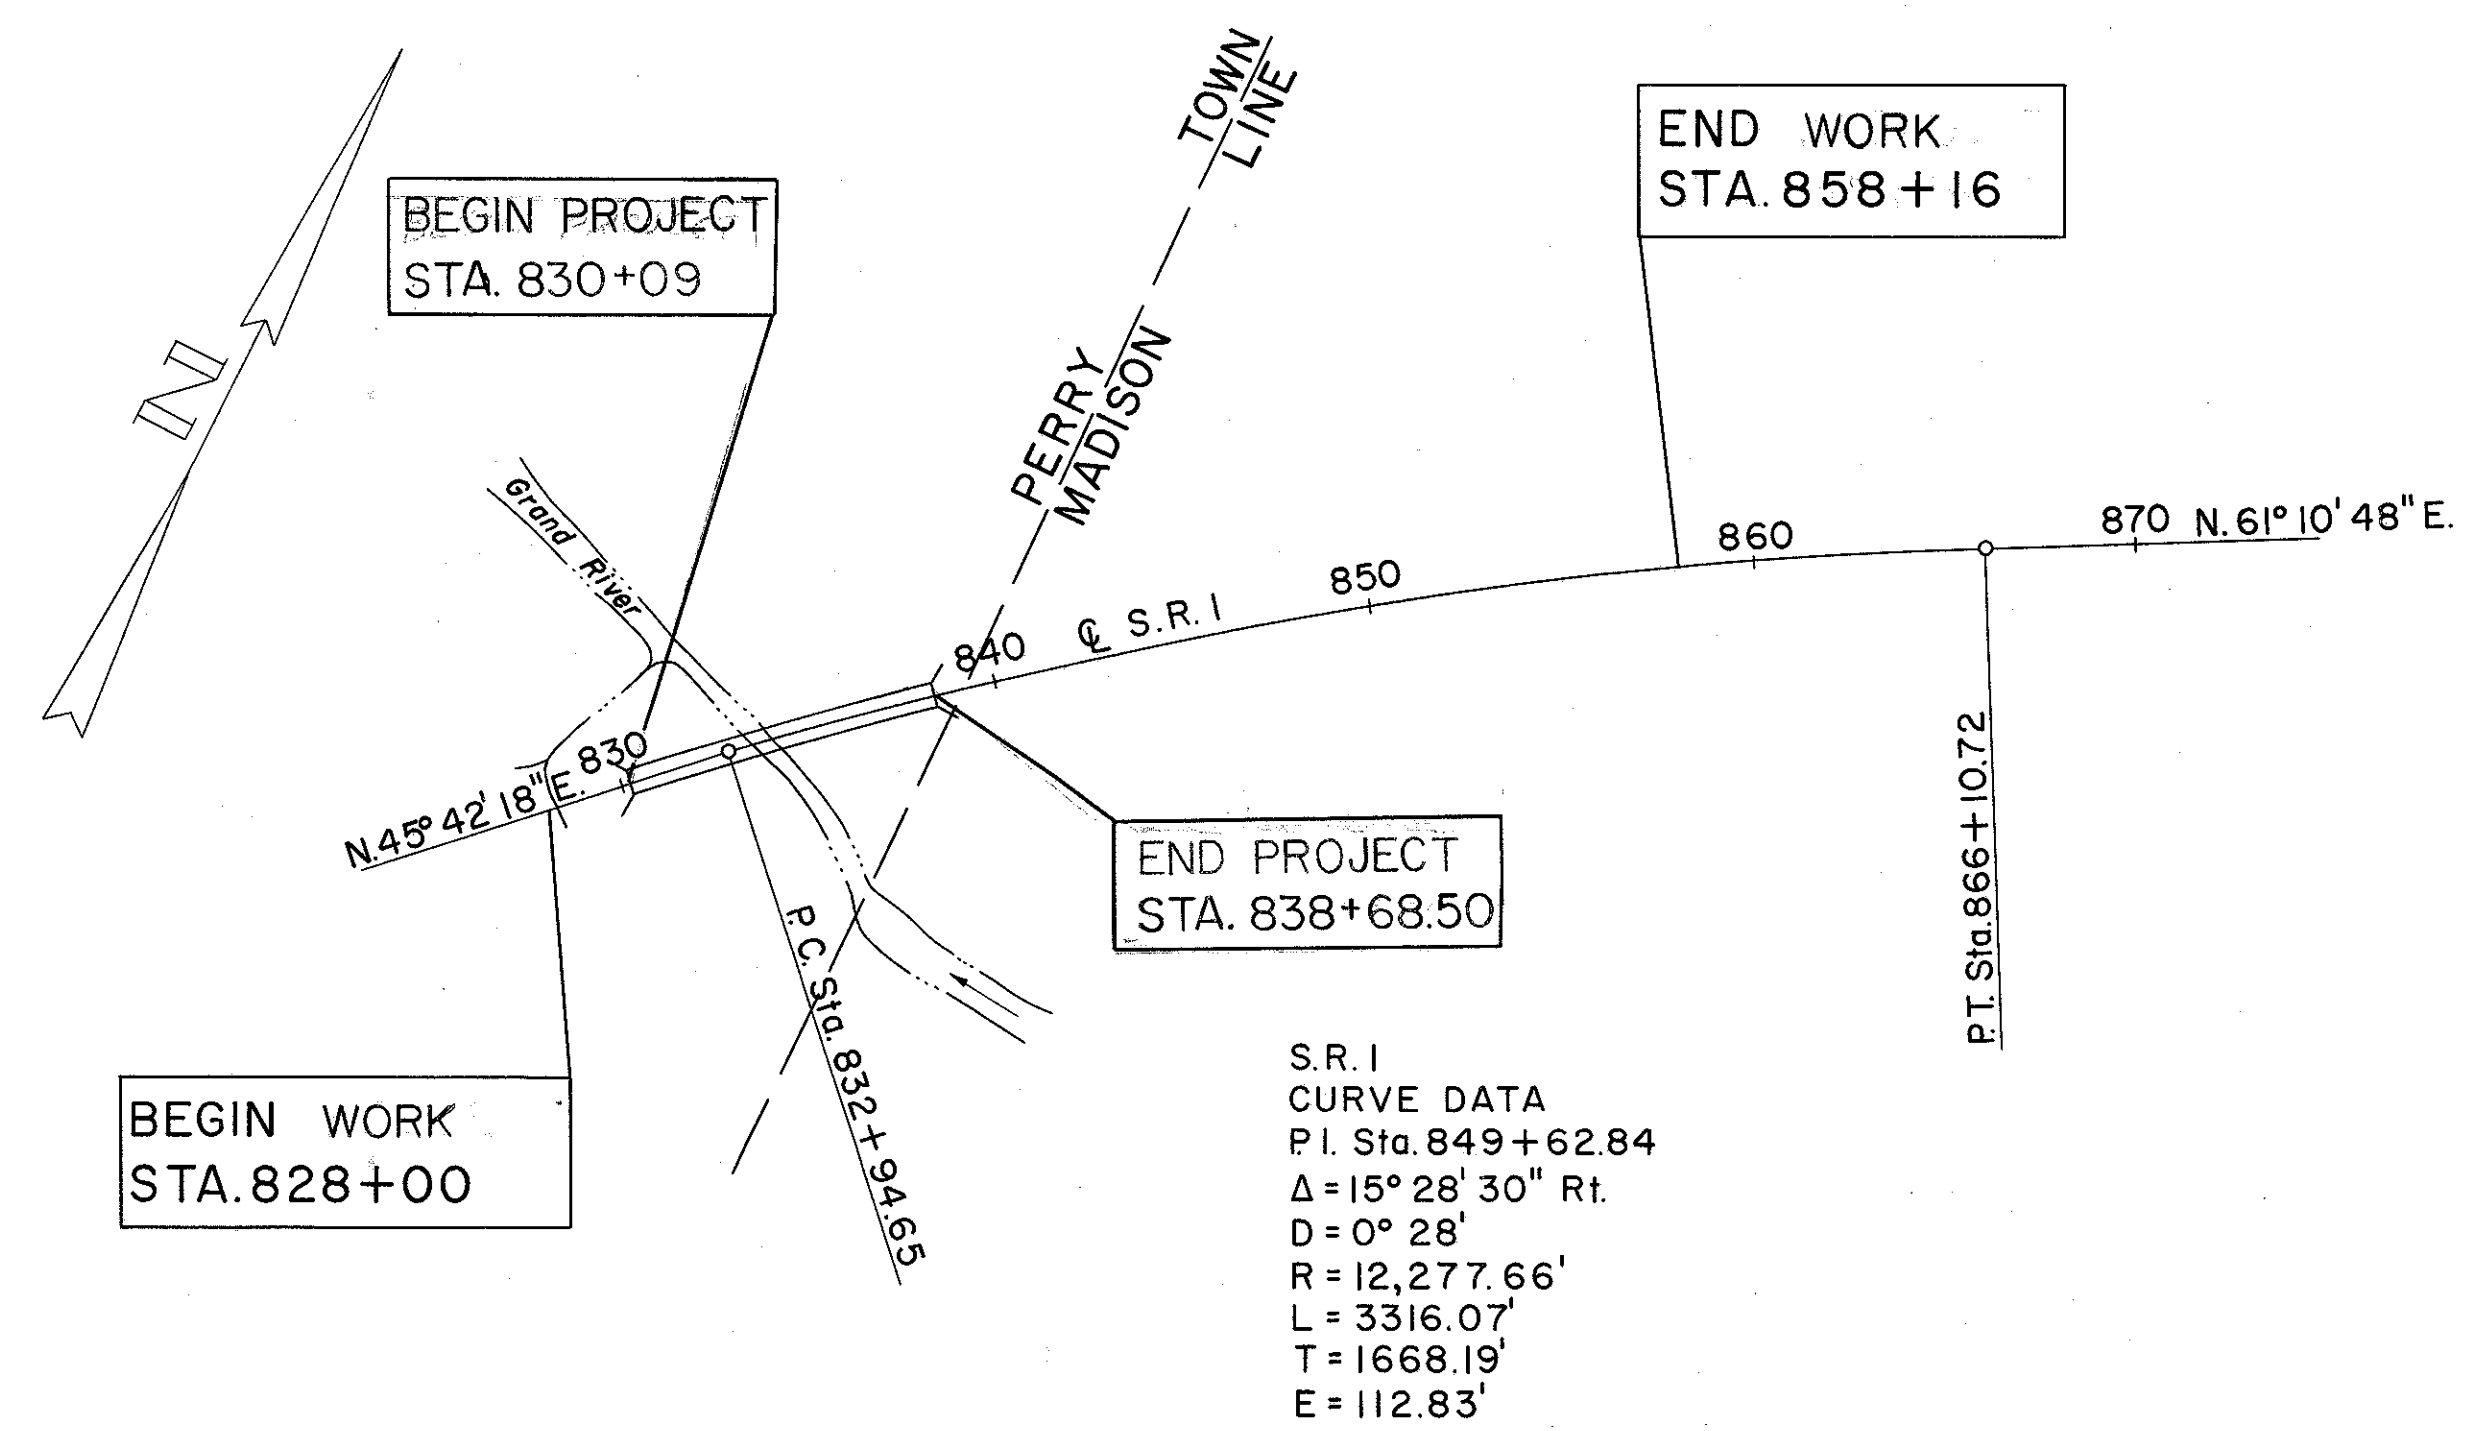 TOWN
LINE
END WORK
STA. 858+16
BEGIN PROJECT
STA. 830+09
N
PERRY
MADISON
Grand River
870 N. 61° 10' 48" E.
860
850
℄ S.R. 1
840
830
N. 45° 42' 18" E.
P.T. Sta. 866+10.72
END PROJECT
STA. 838+68.50
P.C. Sta. 832+94.65
BEGIN WORK
STA. 828+00
S.R. 1
CURVE DATA
P.I. Sta. 849+62.84
Δ = 15° 28' 30" Rt.
D = 0° 28'
R = 12,277.66'
L = 3316.07'
T = 1668.19'
E = 112.83'